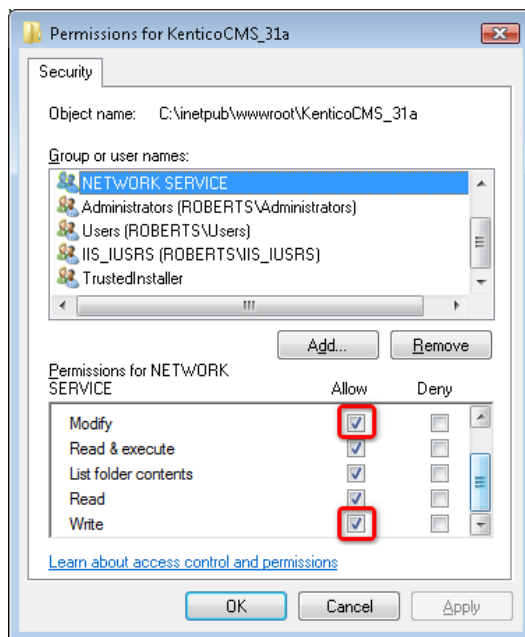 Permissions for KenticoCMS_31a
Security
Object name: C:\inetpub\wwwroot\KenticoCMS_31a
Group or user names:
NETWORK SERVICE
Administrators (ROBERTS\Administrators)
Users (ROBERTS\Users)
IIS_IUSRS (ROBERTS\IIS_IUSRS)
TrustedInstaller
Add... Remove
Permissions for NETWORK
SERVICE Allow Deny
Modify
Read & execute
List folder contents
Read
Write
Learn about access control and permissions
OK Cancel Apply